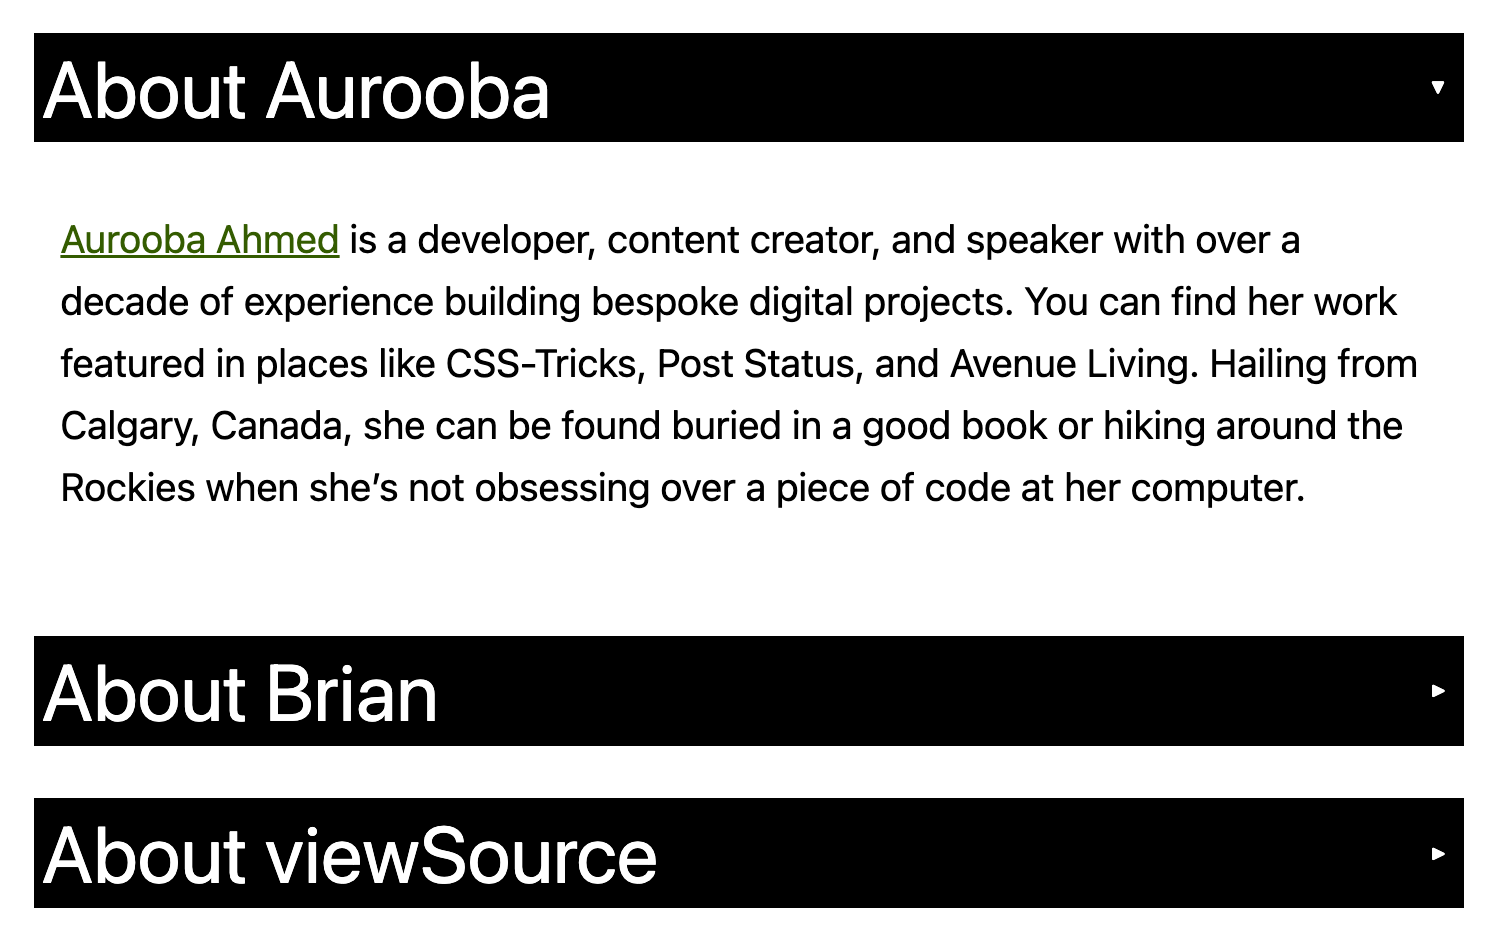 About Aurooba
Aurooba Ahmed is a developer, content creator, and speaker with over a
decade of experience building bespoke digital projects. You can find her work
featured in places like CSS-Tricks, Post Status, and Avenue Living. Hailing from
Calgary, Canada, she can be found buried in a good book or hiking around the
Rockies when she’s not obsessing over a piece of code at her computer.
About Brian
About viewSource